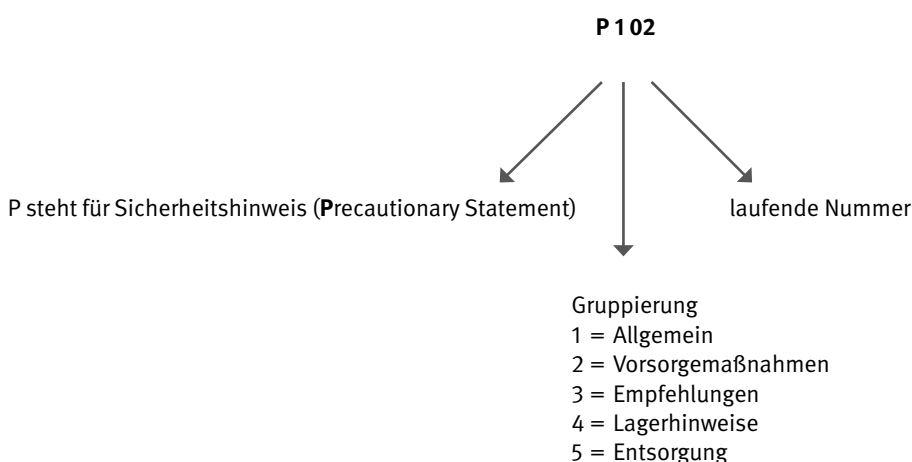 P 1 02
P steht für Sicherheitshinweis (Precautionary Statement)
laufende Nummer
Gruppierung
1 = Allgemein
2 = Vorsorgemaßnahmen
3 = Empfehlungen
4 = Lagerhinweise
5 = Entsorgung